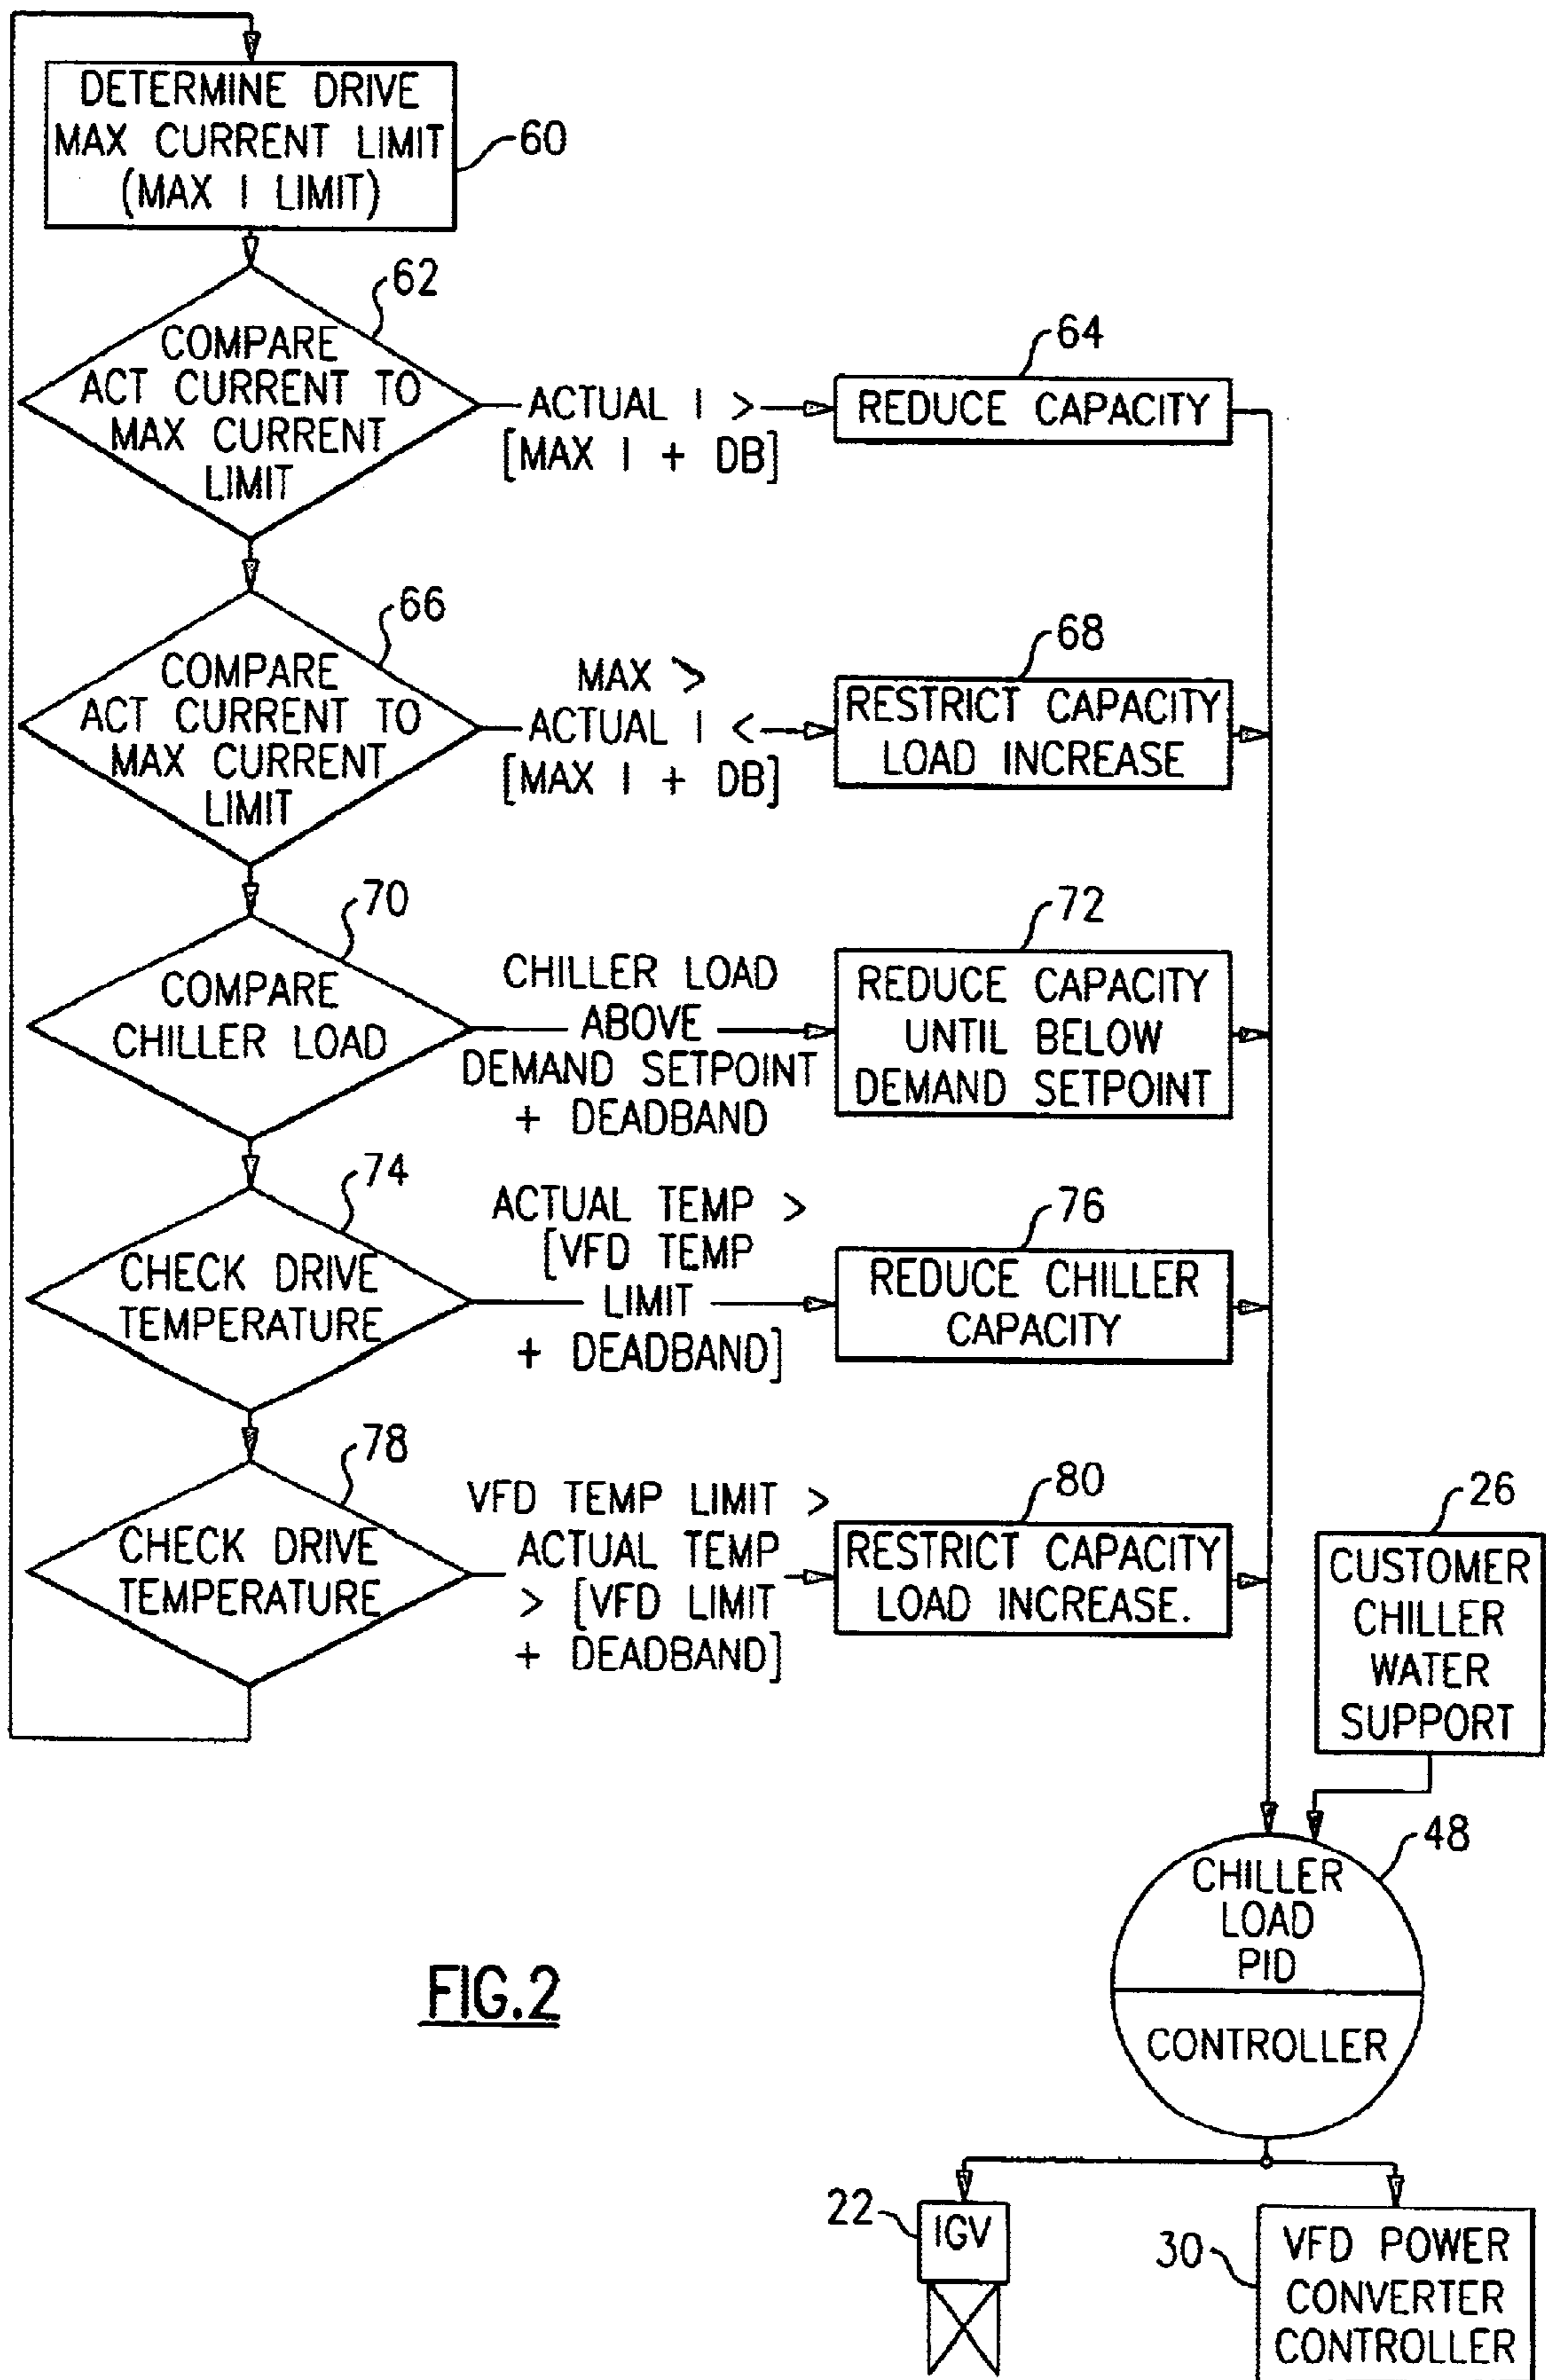 DETERMINE DRIVE
MAX CURRENT LIMIT
(MAX I LIMIT)
60
62
COMPARE
ACT CURRENT TO
MAX CURRENT
LIMIT
ACTUAL I >
[MAX I + DB]
64
REDUCE CAPACITY
66
COMPARE
ACT CURRENT TO
MAX CURRENT
LIMIT
MAX >
ACTUAL I <
[MAX I + DB]
68
RESTRICT CAPACITY
LOAD INCREASE
70
COMPARE
CHILLER LOAD
CHILLER LOAD
ABOVE
DEMAND SETPOINT
+ DEADBAND
72
REDUCE CAPACITY
UNTIL BELOW
DEMAND SETPOINT
74
CHECK DRIVE
TEMPERATURE
ACTUAL TEMP >
[VFD TEMP
LIMIT
+ DEADBAND]
76
REDUCE CHILLER
CAPACITY
78
CHECK DRIVE
TEMPERATURE
VFD TEMP LIMIT >
ACTUAL TEMP
> [VFD LIMIT
+ DEADBAND]
80
RESTRICT CAPACITY
LOAD INCREASE.
26
CUSTOMER
CHILLER
WATER
SUPPORT
48
CHILLER
LOAD
PID
CONTROLLER
22
IGV
30
VFD POWER
CONVERTER
CONTROLLER
FIG.2